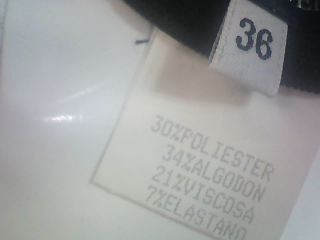 36
30%POLIESTER
34%ALGODON
21%VISCOSA
7%ELASTANO